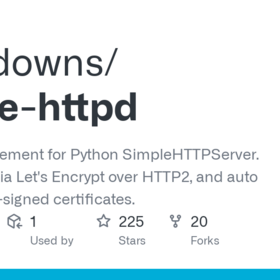 downs/
e-httpd
ement for Python SimpleHTTPServer.
ia Let's Encrypt over HTTP2, and auto
-signed certificates.
1 225 20
Used by Stars Forks